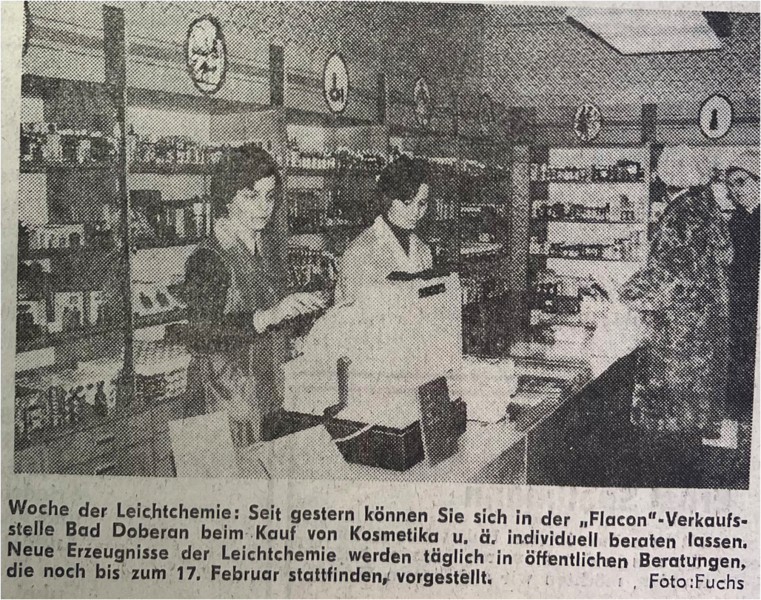 Woche der Leichtchemie: Seit gestern können Sie sich in der „Flacon"-Verkaufs-
stelle Bad Doberan beim Kauf von Kosmetika u. ä. individuell beraten lassen.
Neue Erzeugnisse der Leichtchemie werden täglich in öffentlichen Beratungen,
die noch bis zum 17. Februar stattfinden, vorgestellt.
Foto: Fuchs